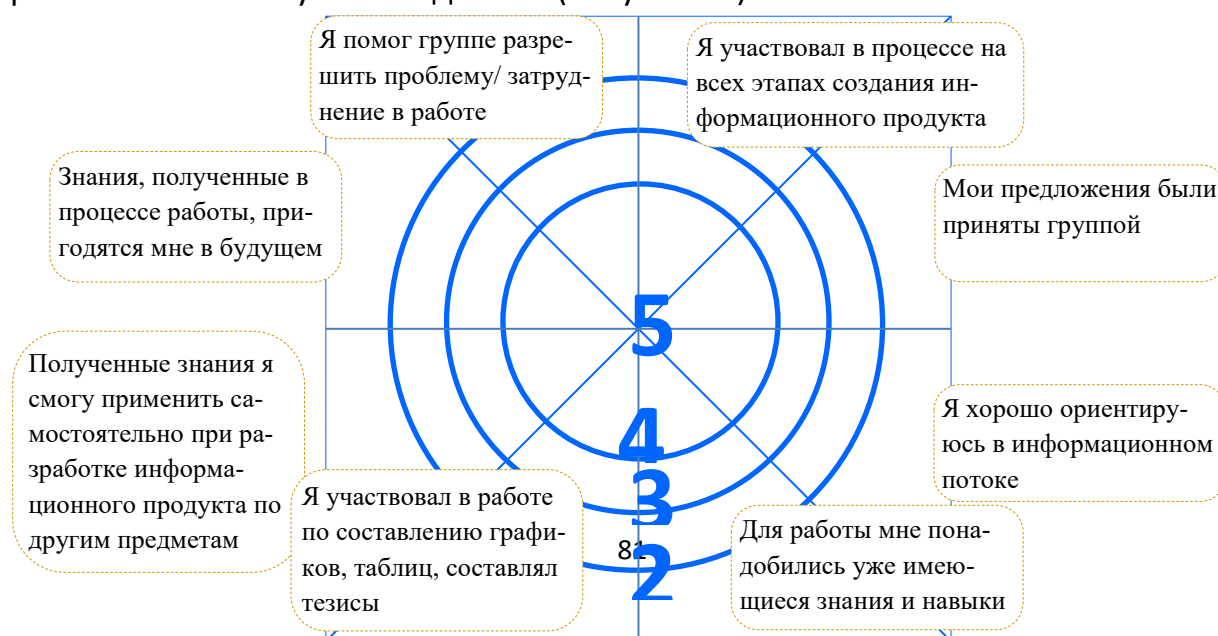 Я помог группе разре-
шить проблему/ затруд-
нение в работе
Я участвовал в процессе на
всех этапах создания ин-
формационного продукта
Знания, полученные в
процессе работы, при-
годятся мне в будущем
Мои предложения были
приняты группой
5
Полученные знания я
смогу применить са-
мостоятельно при ра-
зработке информа-
ционного продукта по
другим предметам
4
Я хорошо ориентиру-
юсь в информационном
потоке
3
Я участвовал в работе
по составлению графи-
ков, таблиц, составлял
тезисы
Для работы мне пона-
добились уже имею-
щиеся знания и навыки
81
2